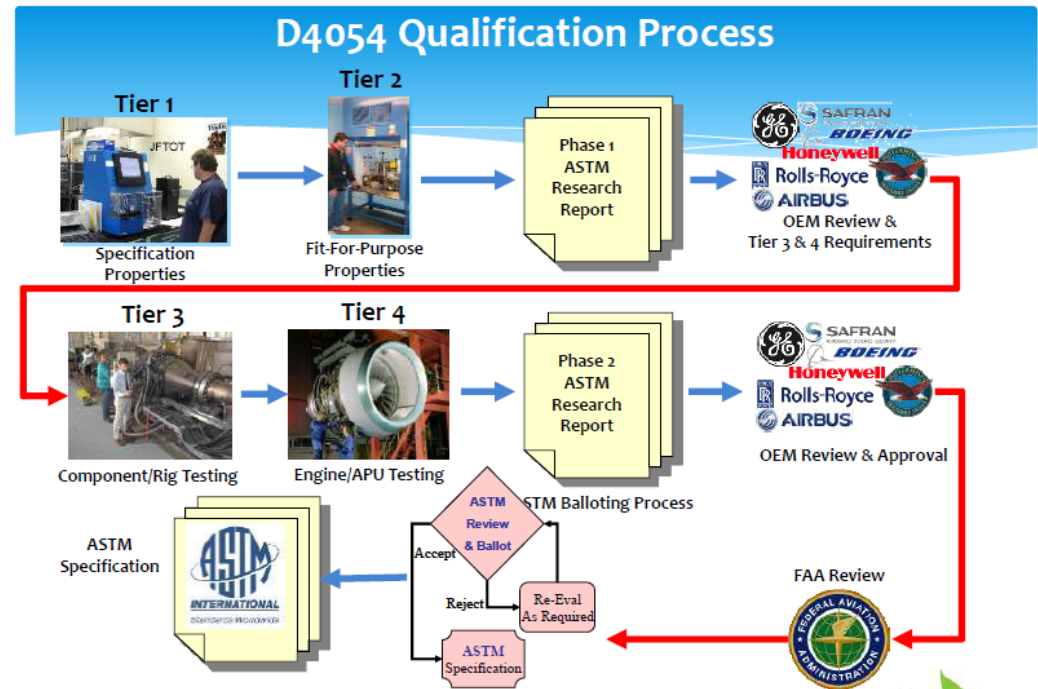 D4054 Qualification Process
Tier 1
Tier 2
JFTOT
Specification
Properties
Fit-For-Purpose
Properties
Phase 1
ASTM
Research
Report
GE
SAFRAN
BOEING
Honeywell
Rolls-Royce
AIRBUS
OEM Review &
Tier 3 & 4 Requirements
Tier 3
Tier 4
Component/Rig Testing
Engine/APU Testing
Phase 2
ASTM
Research
Report
GE
SAFRAN
BOEING
Honeywell
Rolls-Royce
AIRBUS
OEM Review & Approval
STM Balloting Process
ASTM
Review
& Ballot
Accept
Reject
Re-Eval
As Required
ASTM
Specification
ASTM
Specification
ASTM
INTERNATIONAL
Standards Worldwide
FAA Review
FEDERAL AVIATION
ADMINISTRATION